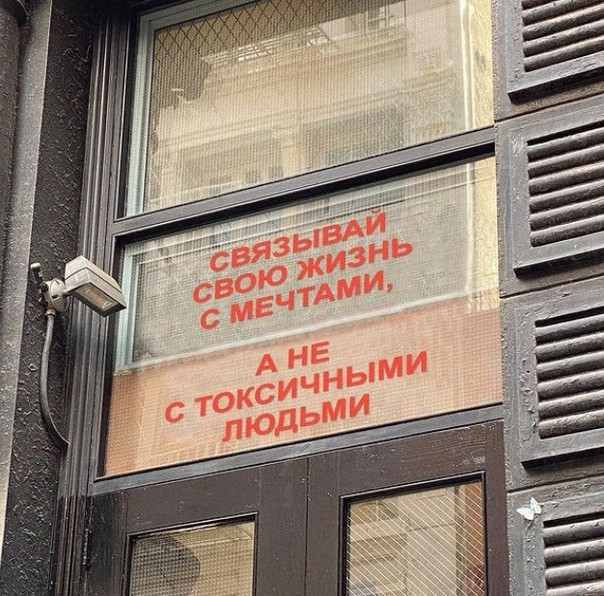 СВЯЗЫВАЙ
СВОЮ ЖИЗНЬ
С МЕЧТАМИ,
А НЕ
С ТОКСИЧНЫМИ
ЛЮДЬМИ